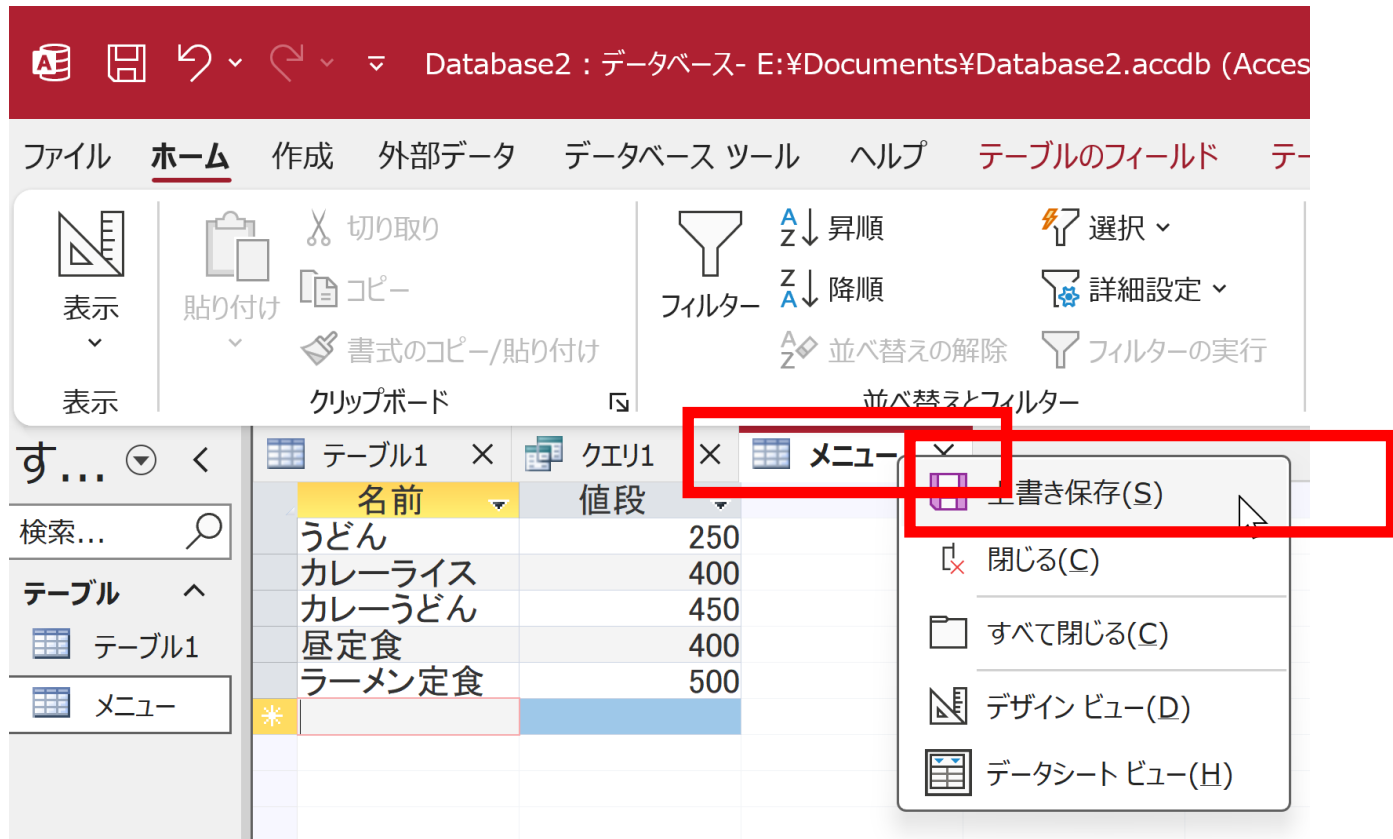 Database2 : データベース- E:¥Documents¥Database2.accdb (Acces
ファイル ホーム 作成 外部データ データベース ツール ヘルプ テーブルのフィールド テー
表示
貼り付け
切り取り
コピー
書式のコピー/貼り付け
フィルター
昇順
降順
並べ替えの解除
選択
詳細設定
フィルターの実行
表示 クリップボード 並べ替えとフィルター
す...
テーブル1 クエリ1 メニュー
検索...
テーブル
テーブル1
メニュー
名前 値段
うどん 250
カレーライス 400
カレーうどん 450
昼定食 400
ラーメン定食 500
上書き保存(S)
閉じる(C)
すべて閉じる(C)
デザイン ビュー(D)
データシート ビュー(H)